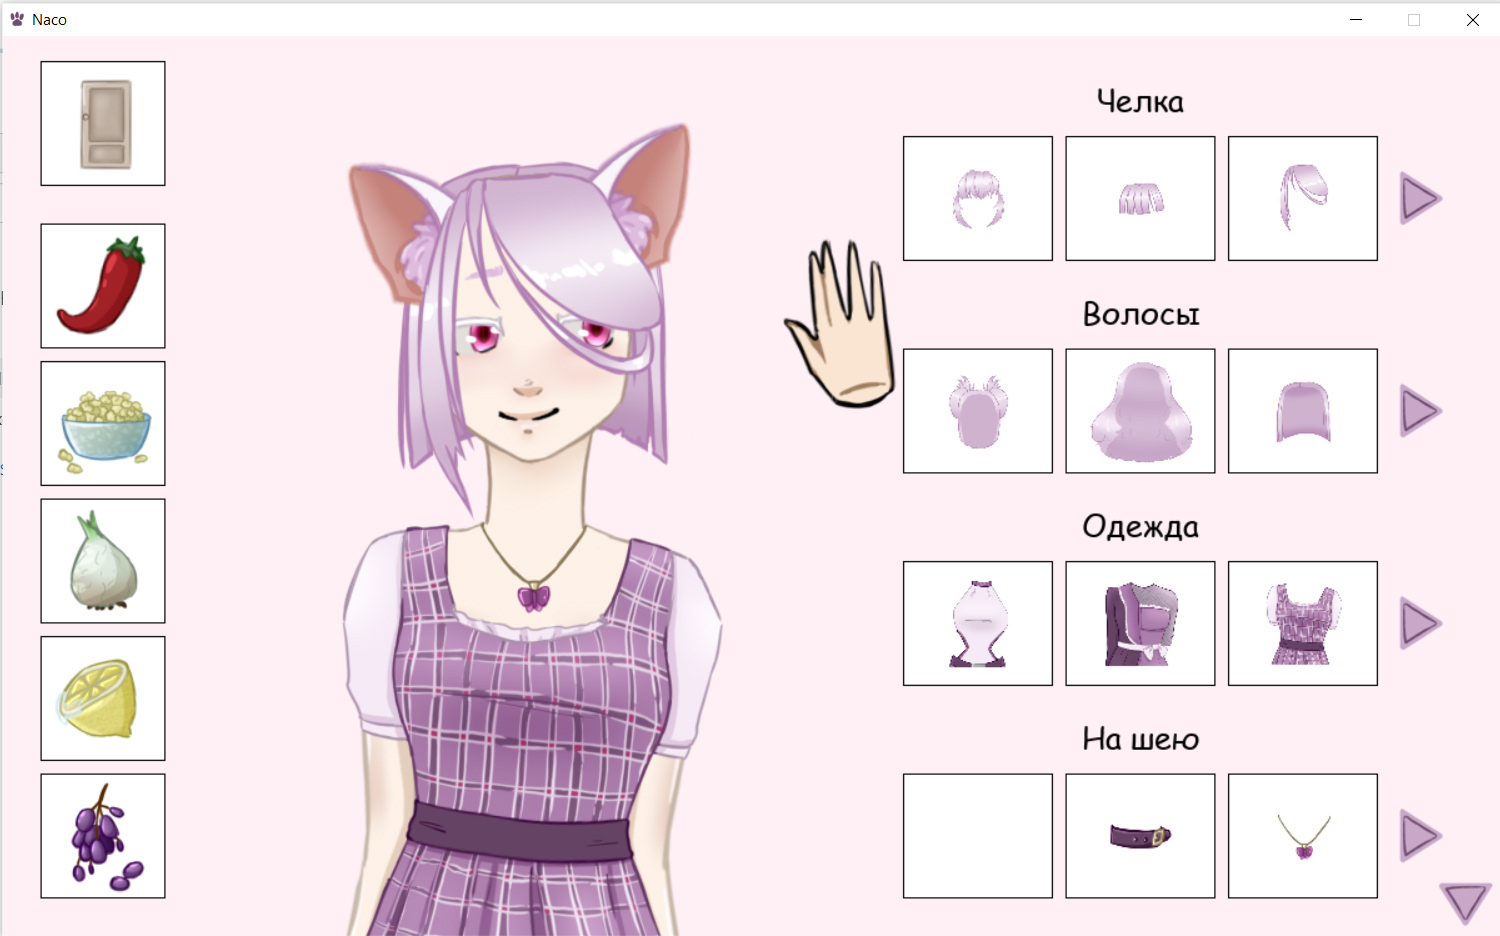 Naco
Челка
Волосы
Одежда
На шею